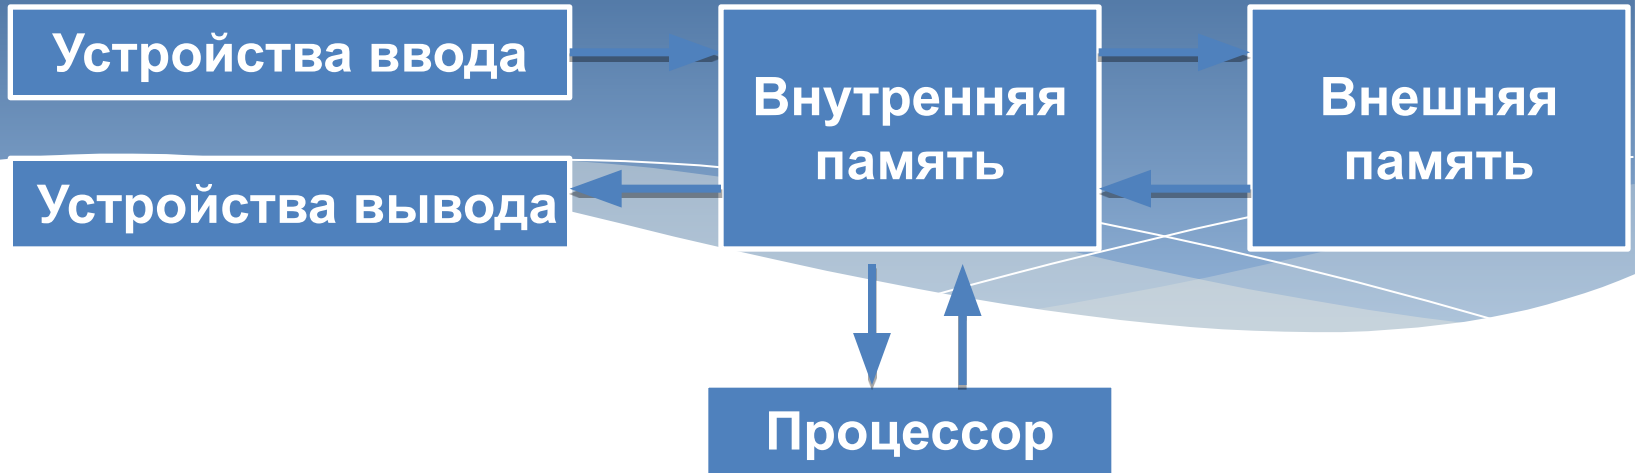 Устройства ввода
Внутренняя
память
Внешняя
память
Устройства вывода
Процессор